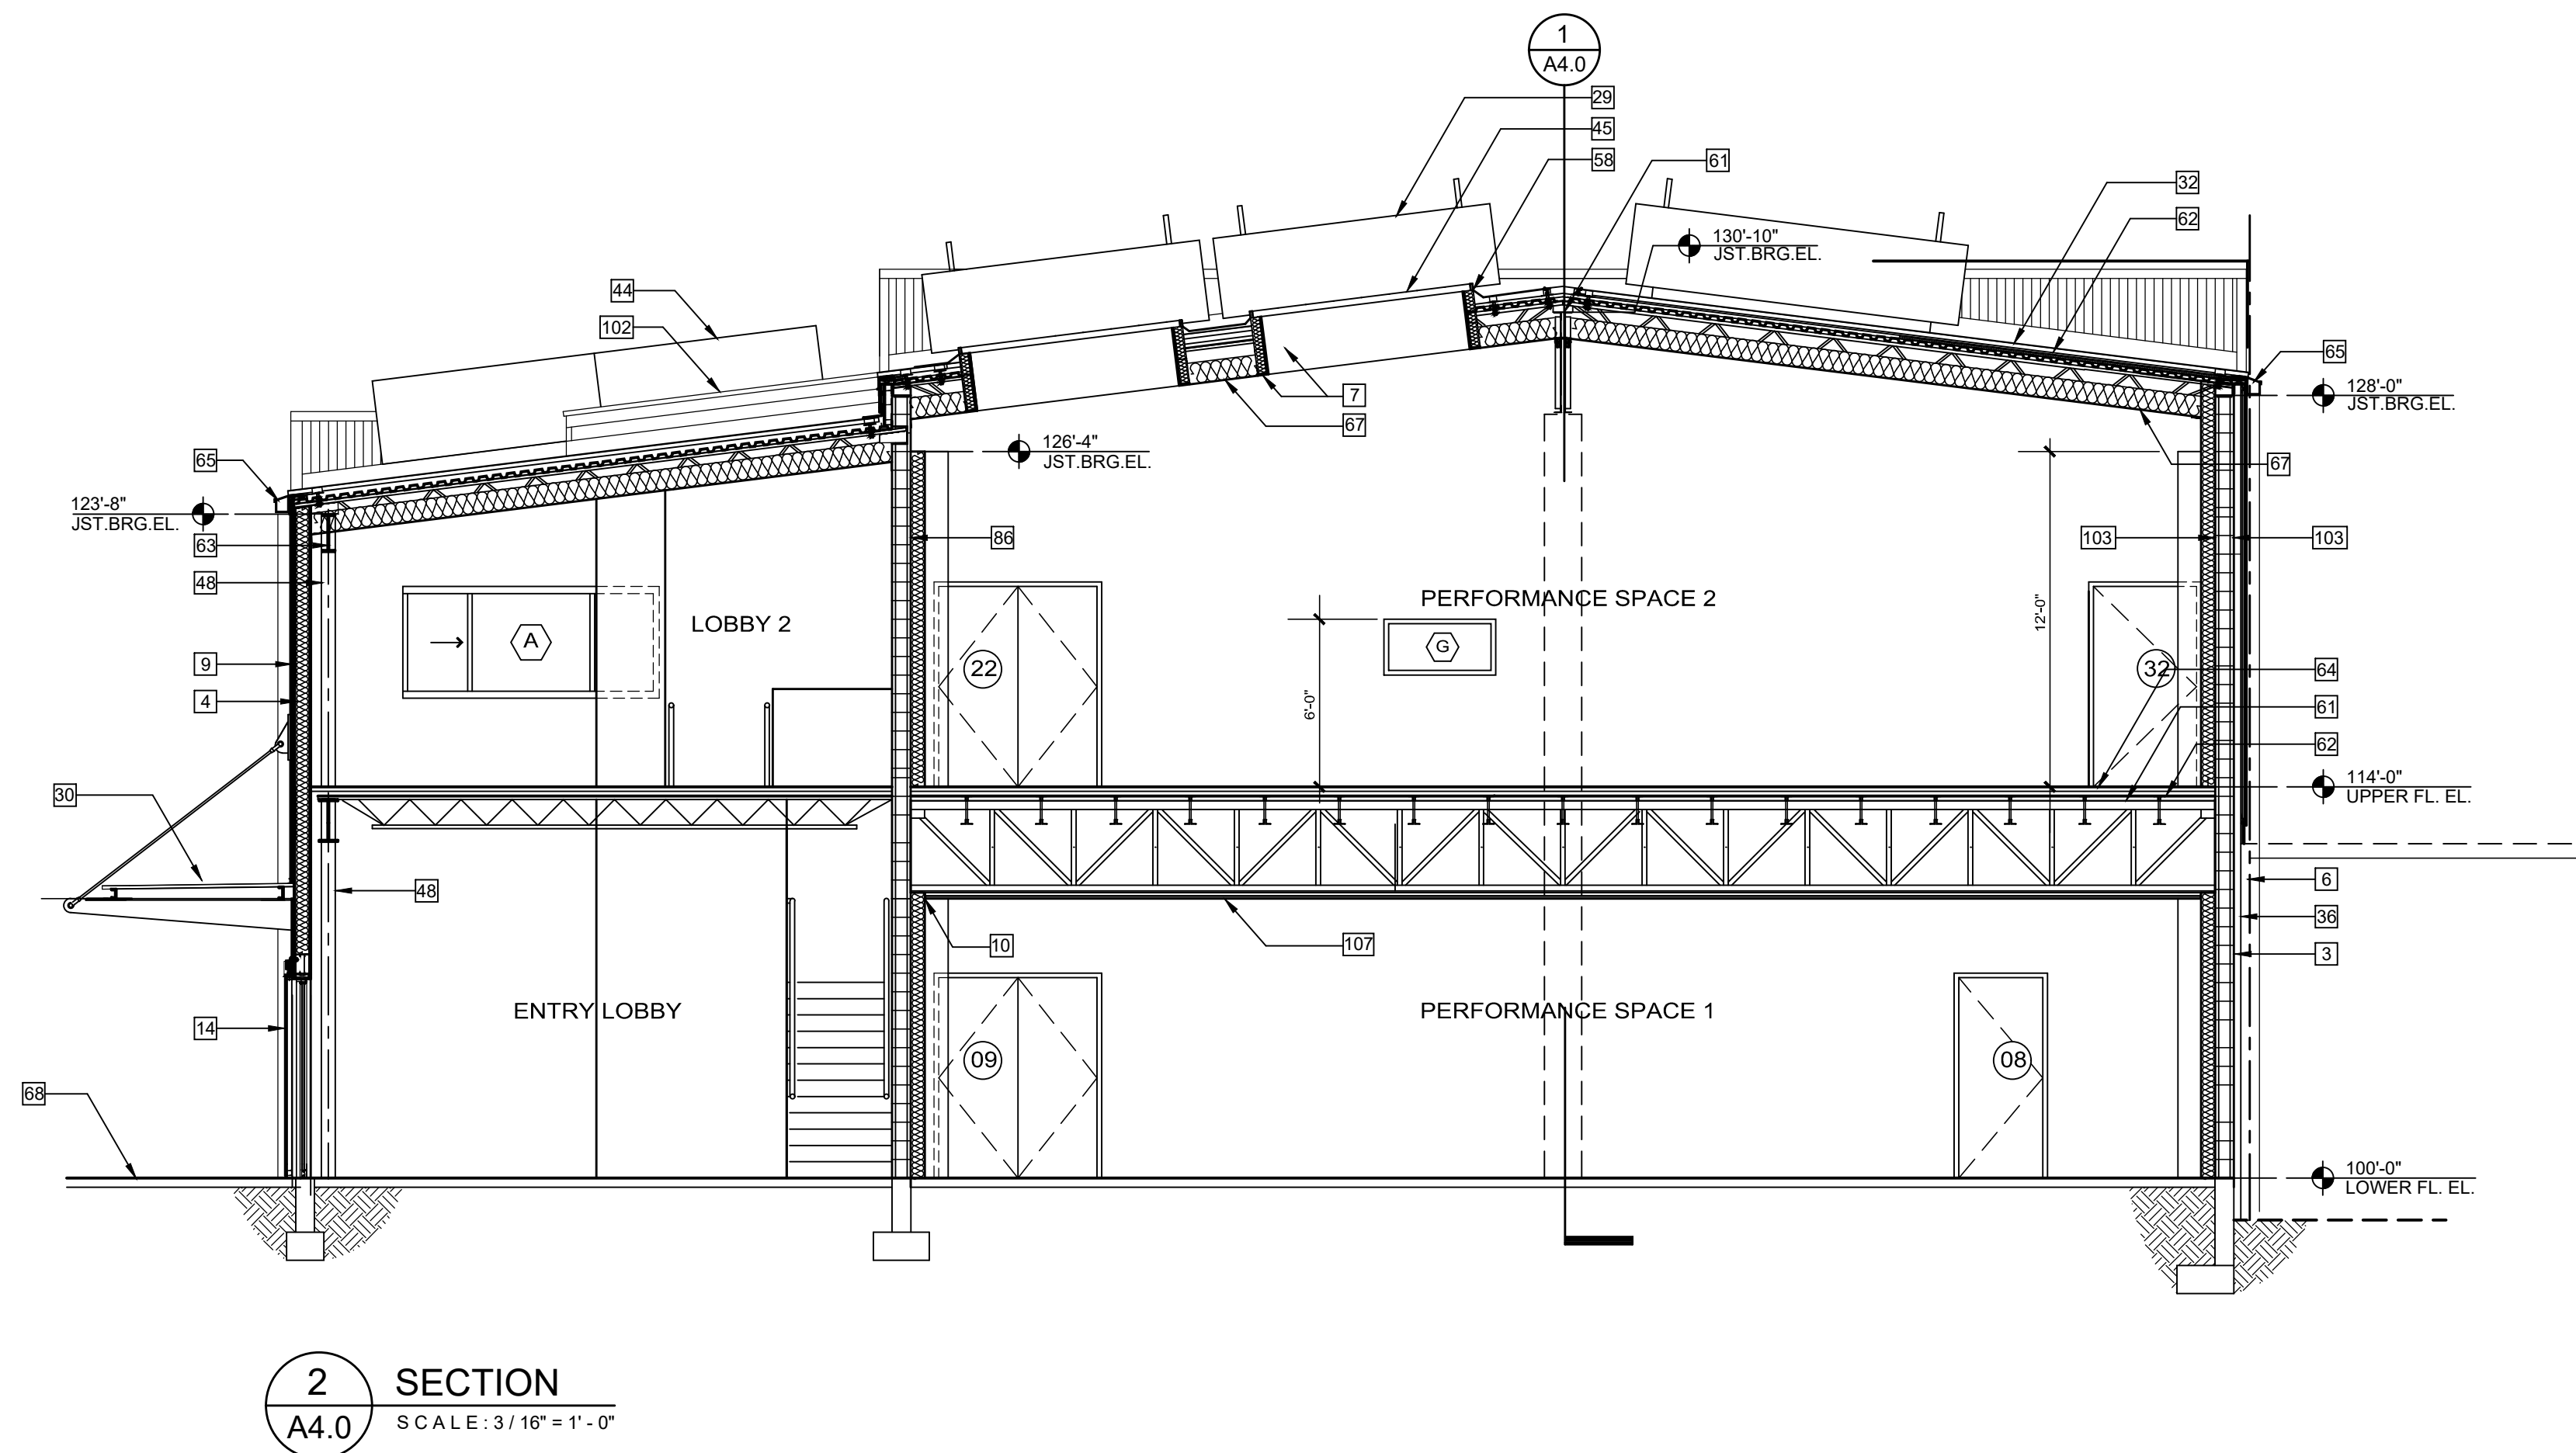 1
A4.0
29
45
58
61
32
62
130'-10"
JST.BRG.EL.
44
102
65
128'-0"
JST.BRG.EL.
7
67
126'-4"
JST.BRG.EL.
65
67
123'-8"
JST.BRG.EL.
63
86
103
103
48
12'-0"
PERFORMANCE SPACE 2
LOBBY 2
A
G
22
32
9
64
4
6'-0"
61
62
30
114'-0"
UPPER FL. EL.
48
6
36
10
107
3
ENTRY LOBBY
PERFORMANCE SPACE 1
14
09
08
68
100'-0"
LOWER FL. EL.
2
A4.0
SECTION
SCALE: 3 / 16" = 1' - 0"